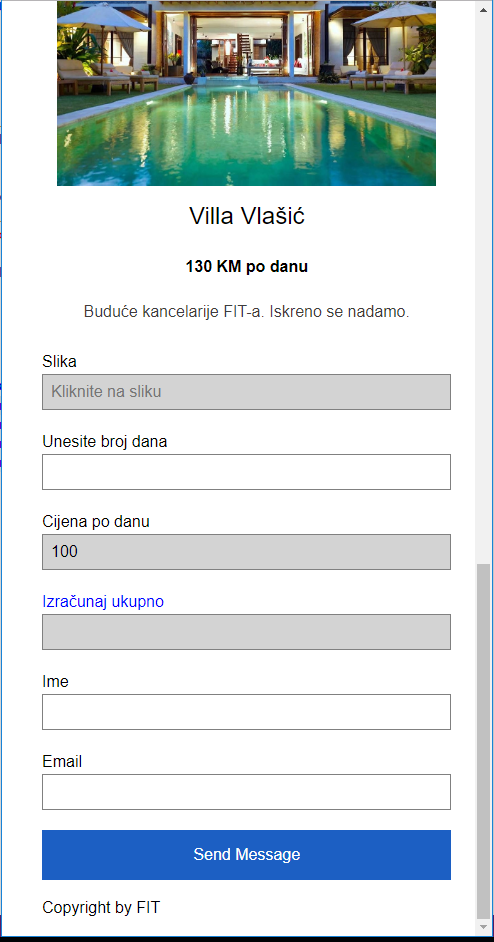 Villa Vlašić
130 KM po danu
Buduće kancelarije FIT-a. Iskreno se nadamo.
Slika
Kliknite na sliku
Unesite broj dana
Cijena po danu
100
Izračunaj ukupno
Ime
Email
Send Message
Copyright by FIT